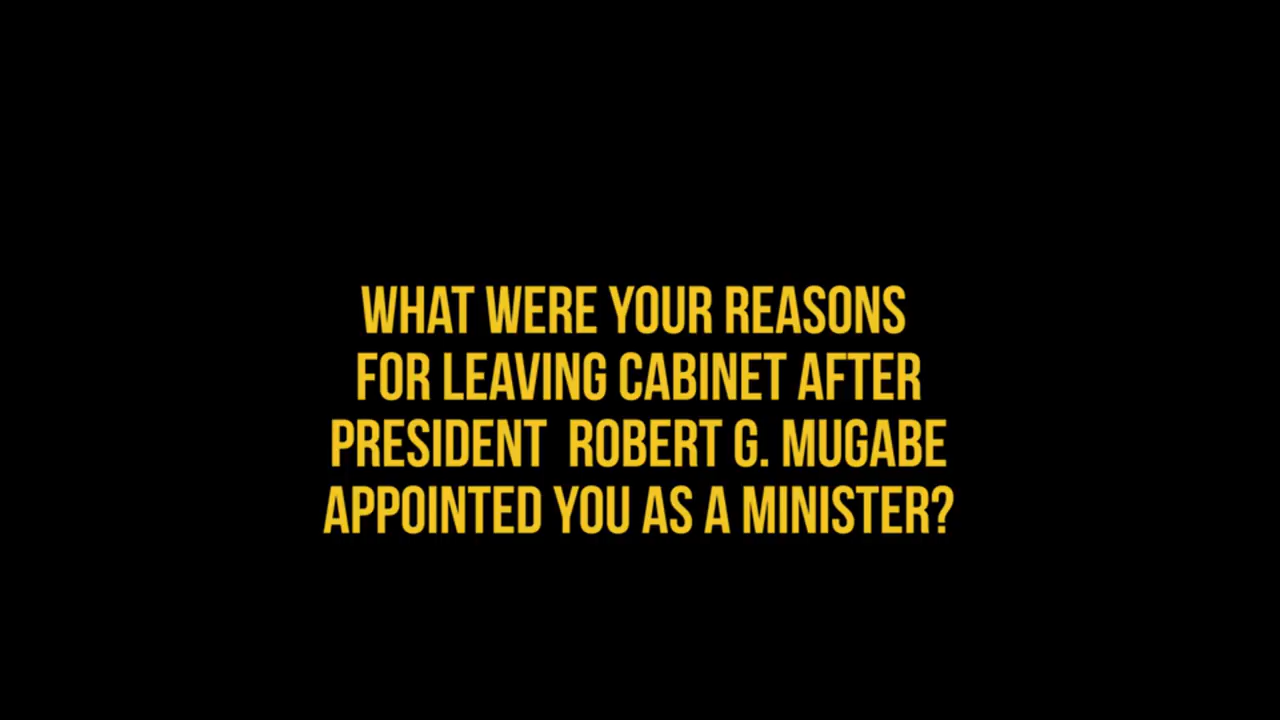 WHAT WERE YOUR REASONS
FOR LEAVING CABINET AFTER
PRESIDENT  ROBERT G. MUGABE
APPOINTED YOU AS A MINISTER?